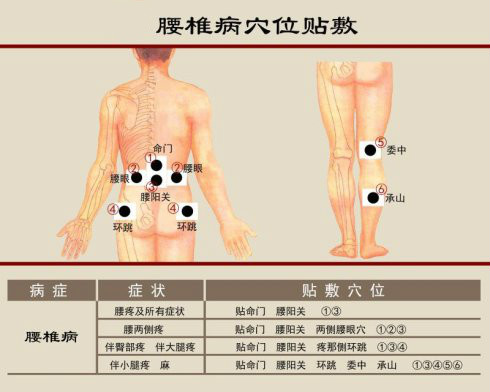 腰椎病穴位贴敷
命门
①
② ②
腰眼 腰眼
③
腰阳关
④ ④
环跳 环跳
⑤
委中
⑥
承山
病症 症状 贴敷穴位
腰椎病
腰疼及所有症状 贴命门 腰阳关 ①③
腰两侧疼 贴命门 腰阳关 两侧腰眼穴 ①②③
伴臀部疼 伴大腿疼 贴命门 腰阳关 疼那侧环跳 ①③④
伴小腿疼 麻 贴命门 腰阳关 环跳 委中 承山 ①③④⑤⑥